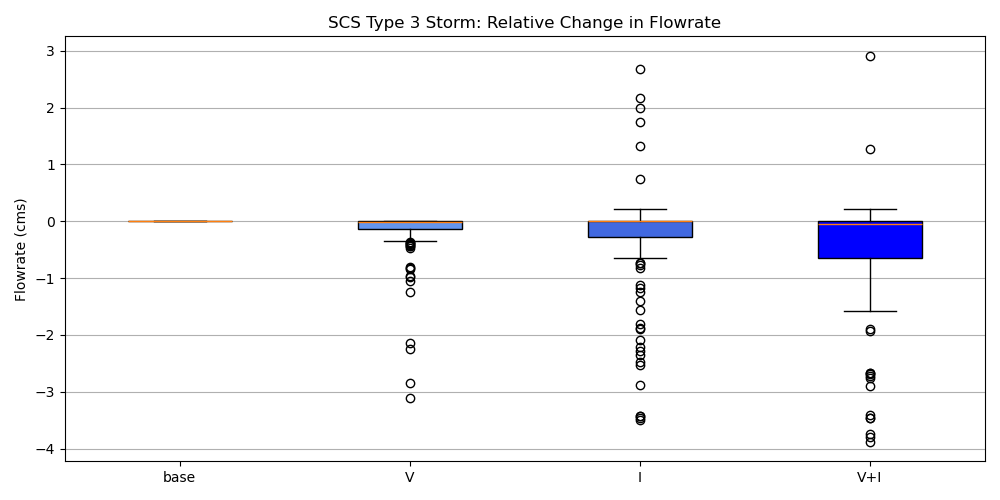 SCS Type 3 Storm: Relative Change in Flowrate
Flowrate (cms)
3
2
1
0
−1
−2
−3
−4
base
V
I
V+I